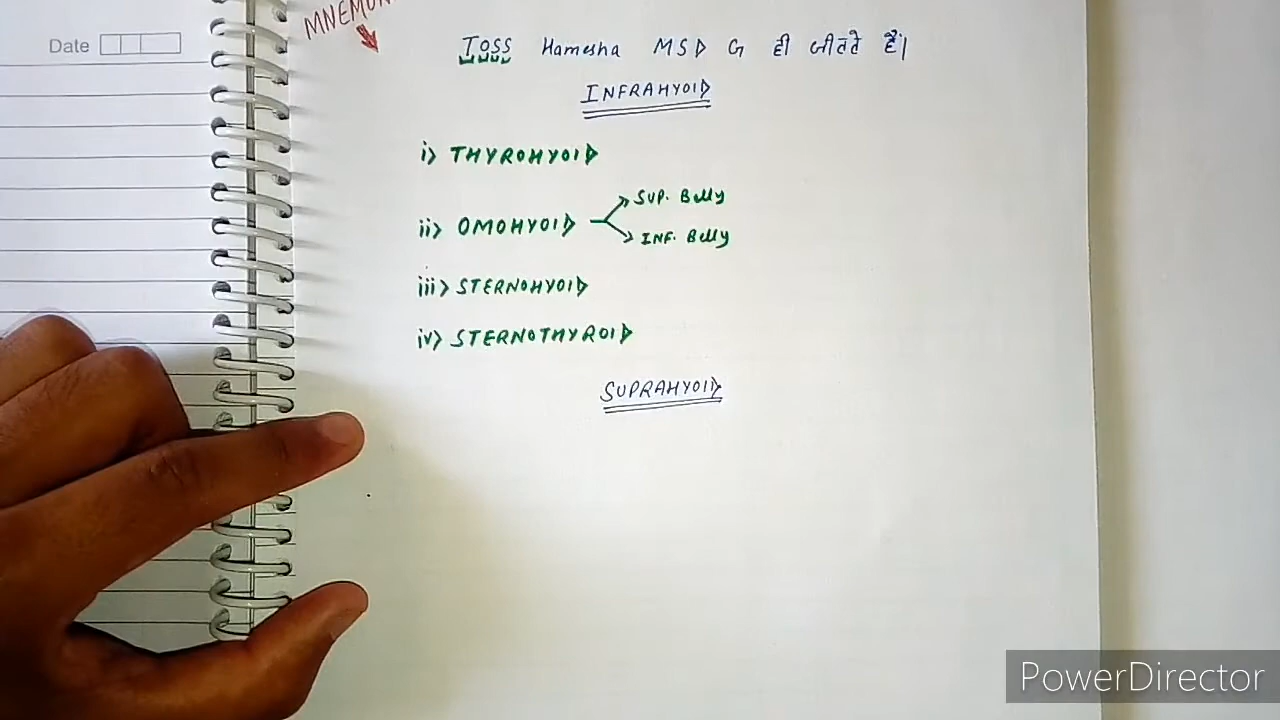 Date
TOSS Hamesha MSD G ही जीतते हैं।
INFRAHYOID
i> THYROHYOID
ii> OMOHYOID
SUP. Belly
INF. Belly
iii> STERNOHYOID
iv> STERNOTHYROID
SUPRAHYOID
PowerDirector